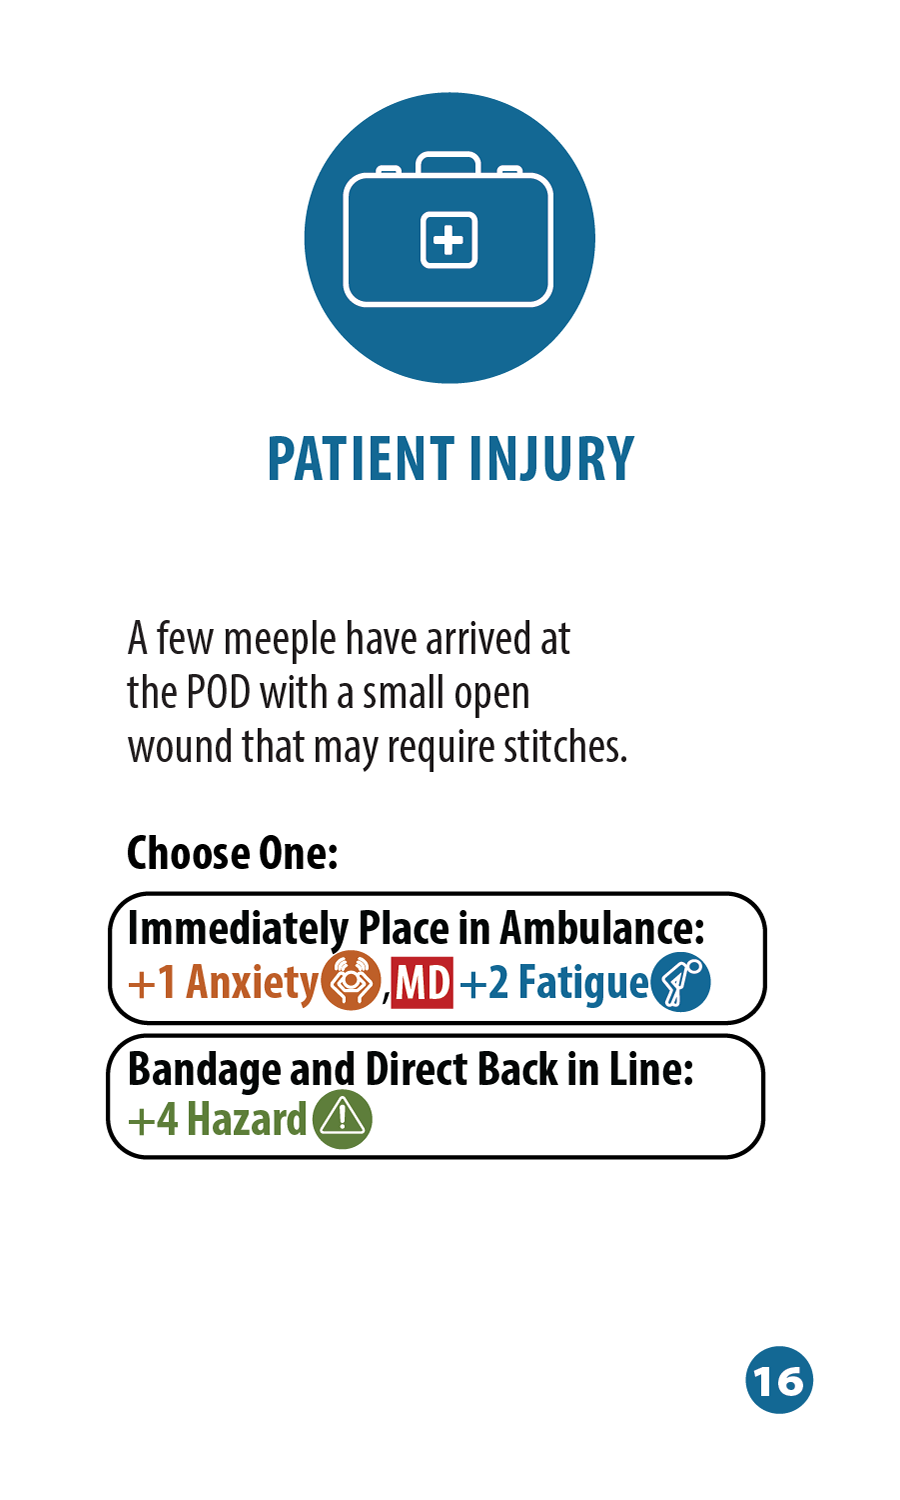 PATIENT INJURY
A few meeple have arrived at
the POD with a small open
wound that may require stitches.
Choose One:
Immediately Place in Ambulance:
+1 Anxiety, MD +2 Fatigue
Bandage and Direct Back in Line:
+4 Hazard
16